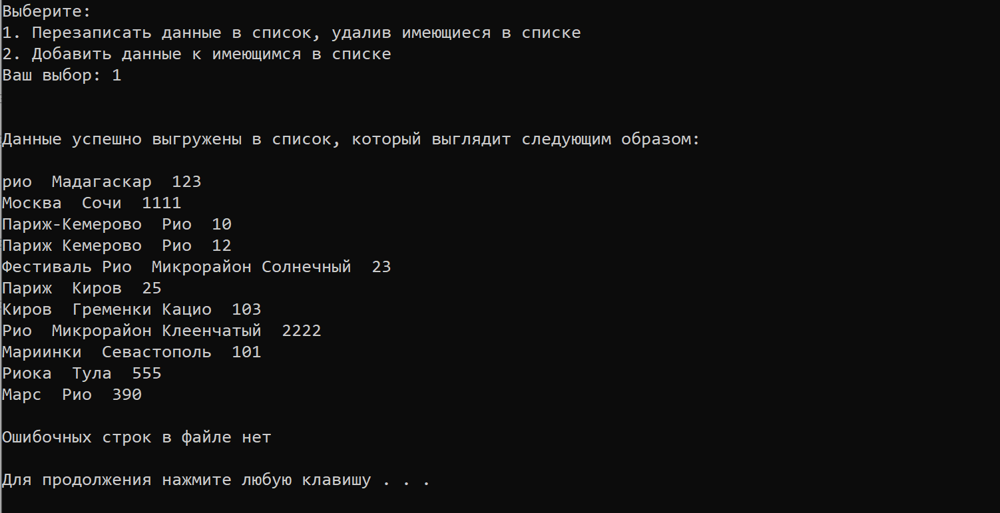 Выберите:
1. Перезаписать данные в список, удалив имеющиеся в списке
2. Добавить данные к имеющимся в списке
Ваш выбор: 1
Данные успешно выгружены в список, который выглядит следующим образом:
рио  Мадагаскар  123
Москва  Сочи  1111
Париж-Кемерово  Рио  10
Париж Кемерово  Рио  12
Фестиваль Рио  Микрорайон Солнечный  23
Париж  Киров  25
Киров  Гременки Кацио  103
Рио  Микрорайон Клеенчатый  2222
Мариинки  Севастополь  101
Риока  Тула  555
Марс  Рио  390
Ошибочных строк в файле нет
Для продолжения нажмите любую клавишу . . .